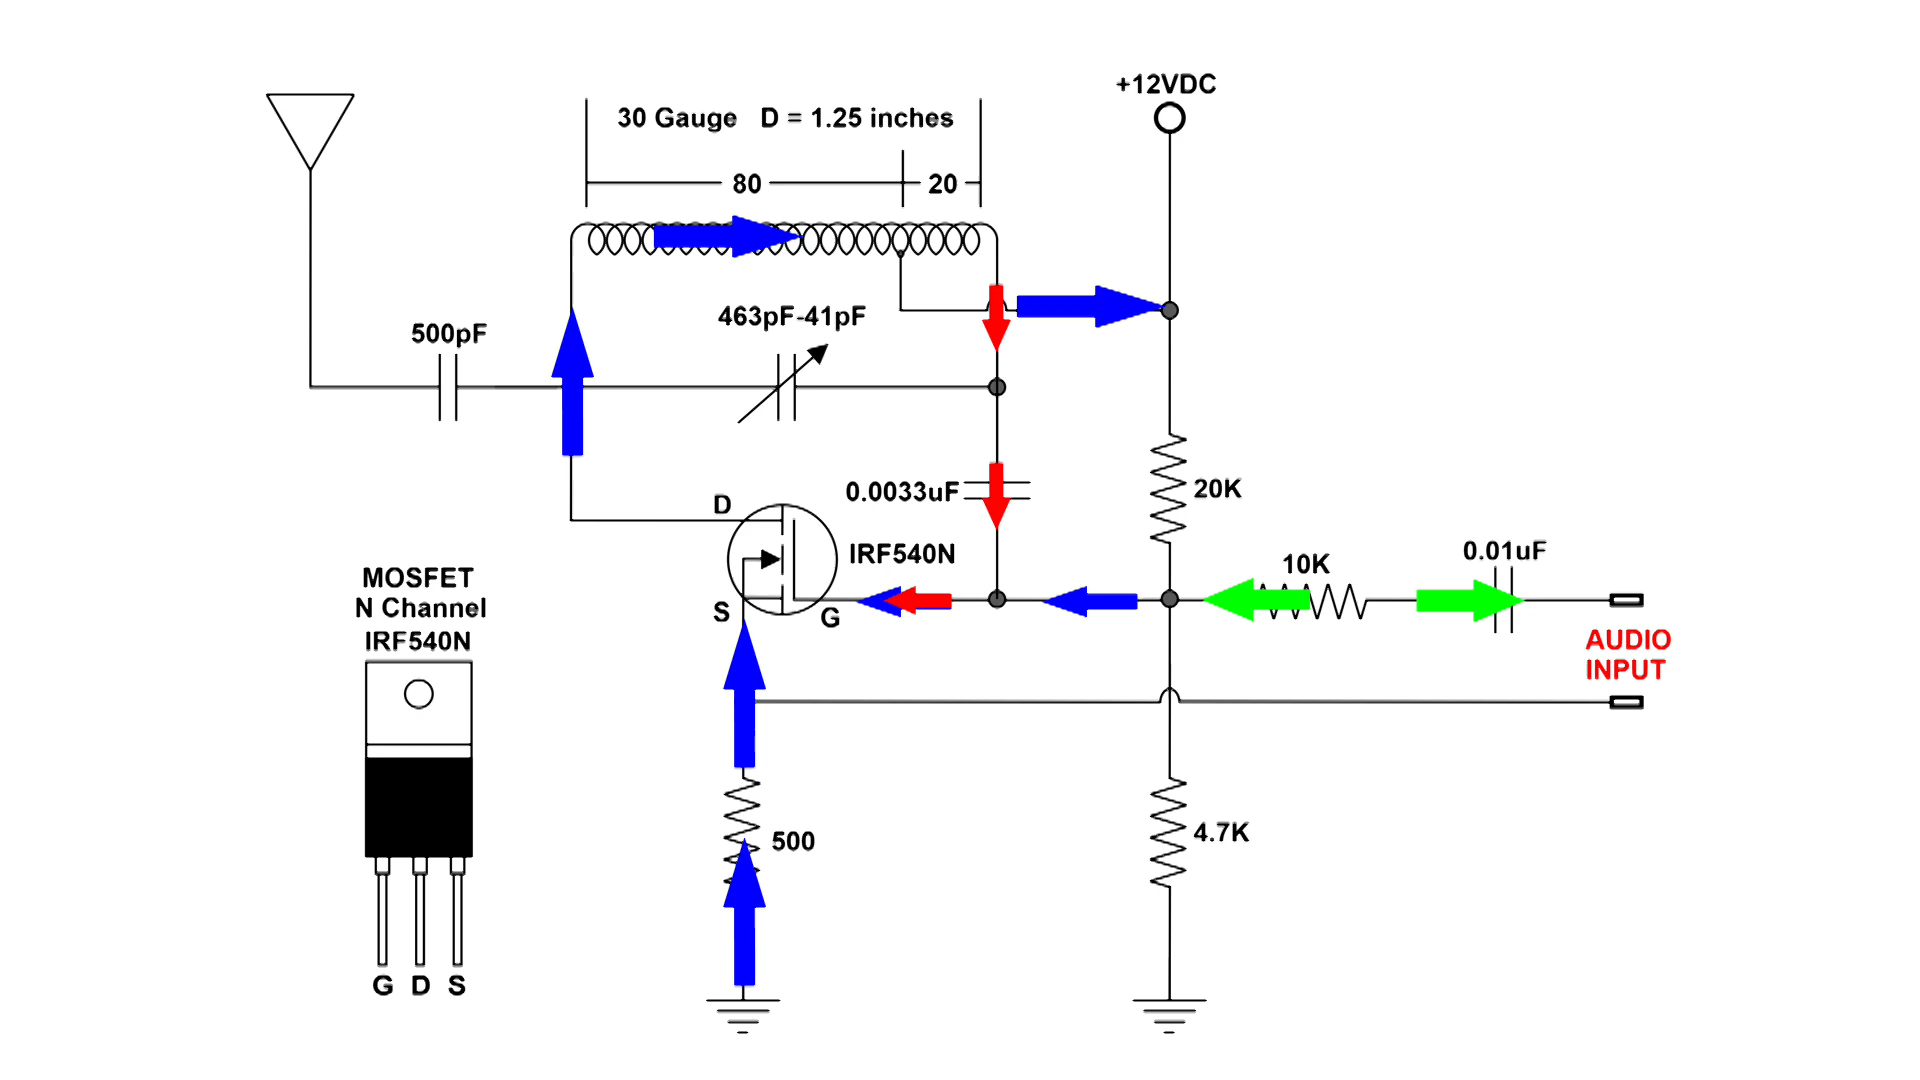 +12VDC
30 Gauge D = 1.25 inches
80
20
463pF-41pF
500pF
20K
D
0.0033uF
IRF540N
10K
0.01uF
S
G
MOSFET
N Channel
IRF540N
AUDIO
INPUT
500
4.7K
G D S